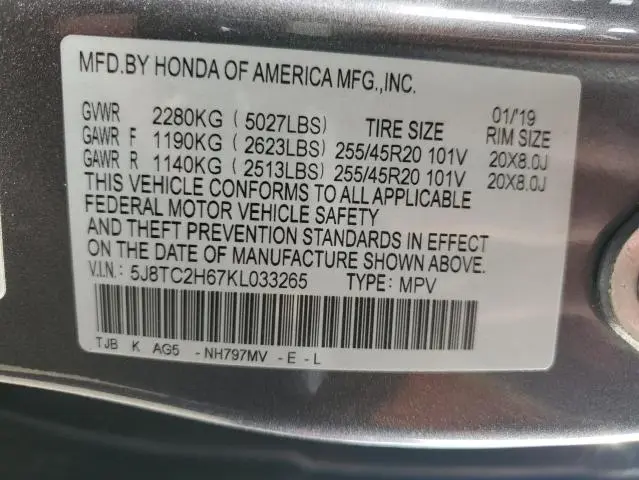 MFD.BY HONDA OF AMERICA MFG.,INC.
GVWR 2280KG (5027LBS) TIRE SIZE 01/'19 RIM SIZE
GAWR F 1190KG (2623LBS) 255/45R20 101V 20X8.0J
GAWR R 1140KG (2513LBS) 255/45R20 101V 20X8.0J
THIS VEHICLE CONFORMS TO ALL APPLICABLE
FEDERAL MOTOR VEHICLE SAFETY
AND THEFT PREVENTION STANDARDS IN EFFECT
ON THE DATE OF MANUFACTURE SHOWN ABOVE.
V.I.N.: 5J8TC2H67KL033265 TYPE: MPV
TJB K AG5 - NH797MV - E - L